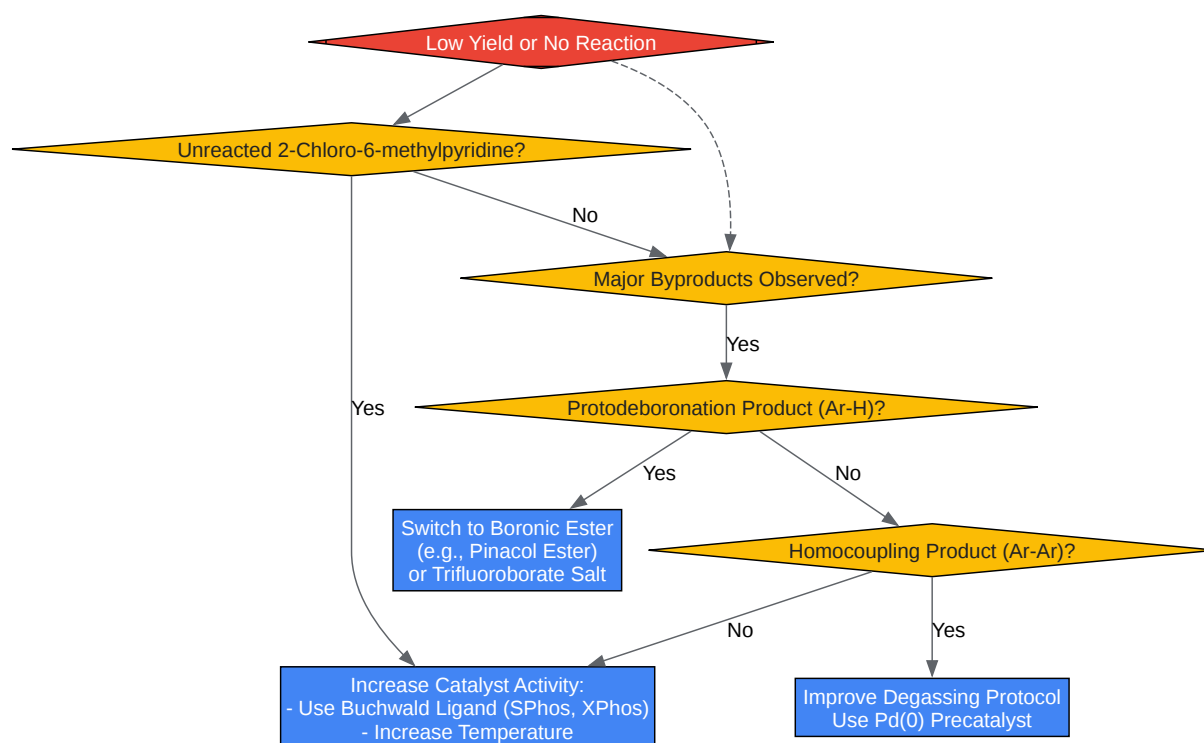 Low Yield or No Reaction
Unreacted 2-Chloro-6-methylpyridine?
No
Major Byproducts Observed?
Yes
Yes
Protodeboronation Product (Ar-H)?
Yes
No
Switch to Boronic Ester
(e.g., Pinacol Ester)
or Trifluoroborate Salt
Homocoupling Product (Ar-Ar)?
No
Yes
Increase Catalyst Activity:
- Use Buchwald Ligand (SPhos, XPhos)
- Increase Temperature
Improve Degassing Protocol
Use Pd(0) Precatalyst